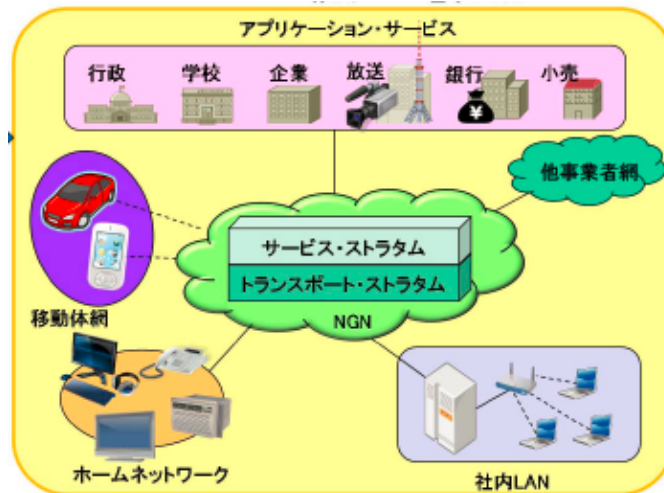 アプリケーション・サービス
行政 学校 企業 放送 銀行 小売
¥
他事業者網
サービス・ストラタム
トランスポート・ストラタム
NGN
移動体網
ホームネットワーク
社内LAN